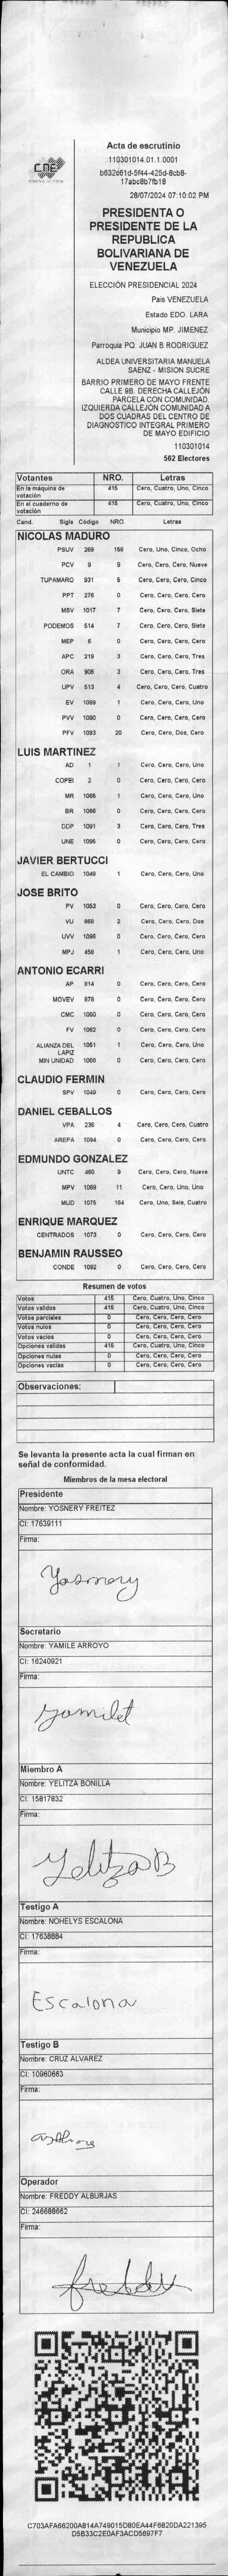 CNE
Acta de escrutinio
110301014.01.1.0001
b632d61d-5f44-425d-8cb8-
17abc8b7fb18
28/07/2024 07:10:02 PM
PRESIDENTA O
PRESIDENTE DE LA
REPUBLICA
BOLIVARIANA DE
VENEZUELA
ELECCIÓN PRESIDENCIAL 2024
Pais VENEZUELA
Estado EDO. LARA
Municipio MP. JIMENEZ
Parroquia PQ. JUAN B RODRIGUEZ
ALDEA UNIVERSITARIA MANUELA
SAENZ - MISION SUCRE
BARRIO PRIMERO DE MAYO FRENTE
CALLE 9B. DERECHA CALLEJÓN
PARCELA CON COMUNIDAD.
IZQUIERDA CALLEJÓN COMUNIDAD A
DOS CUADRAS DEL CENTRO DE
DIAGNOSTICO INTEGRAL PRIMERO
DE MAYO EDIFICIO
110301014
562 Electores
Votantes NRO. Letras
En la maquina de votación 415 Cero, Cuatro, Uno, Cinco
En el cuaderno de votación 415 Cero, Cuatro, Uno, Cinco
Cand. Sigla Código NRO. Letras
NICOLAS MADURO
PSUV 269 158 Cero, Uno, Cinco, Ocho
PCV 9 9 Cero, Cero, Cero, Nueve
TUPAMARO 931 5 Cero, Cero, Cero, Cinco
PPT 276 0 Cero, Cero, Cero, Cero
MSV 1017 7 Cero, Cero, Cero, Siete
PODEMOS 514 7 Cero, Cero, Cero, Siete
MEP 6 0 Cero, Cero, Cero, Cero
APC 219 3 Cero, Cero, Cero, Tres
ORA 906 3 Cero, Cero, Cero, Tres
UPV 513 4 Cero, Cero, Cero, Cuatro
EV 1089 1 Cero, Cero, Cero, Uno
PVV 1090 0 Cero, Cero, Cero, Cero
PFV 1093 20 Cero, Cero, Dos, Cero
LUIS MARTINEZ
AD 1 1 Cero, Cero, Cero, Uno
COPEI 2 0 Cero, Cero, Cero, Cero
MR 1065 1 Cero, Cero, Cero, Uno
BR 1066 0 Cero, Cero, Cero, Cero
DDP 1091 3 Cero, Cero, Cero, Tres
UNE 1095 0 Cero, Cero, Cero, Cero
JAVIER BERTUCCI
EL CAMBIO 1048 1 Cero, Cero, Cero, Uno
JOSE BRITO
PV 1053 0 Cero, Cero, Cero, Cero
VU 969 2 Cero, Cero, Cero, Dos
UVV 1096 0 Cero, Cero, Cero, Cero
MPJ 458 1 Cero, Cero, Cero, Uno
ANTONIO ECARRI
AP 814 0 Cero, Cero, Cero, Cero
MOVEV 979 0 Cero, Cero, Cero, Cero
CMC 1050 0 Cero, Cero, Cero, Cero
FV 1062 0 Cero, Cero, Cero, Cero
ALIANZA DEL LÁPIZ 1051 1 Cero, Cero, Cero, Uno
MIN UNIDAD 1068 0 Cero, Cero, Cero, Cero
CLAUDIO FERMIN
SPV 1049 0 Cero, Cero, Cero, Cero
DANIEL CEBALLOS
VPA 236 4 Cero, Cero, Cero, Cuatro
AREPA 1094 0 Cero, Cero, Cero, Cero
EDMUNDO GONZALEZ
UNTC 460 9 Cero, Cero, Cero, Nueve
MPV 1069 11 Cero, Cero, Uno, Uno
MUD 1075 164 Cero, Uno, Seis, Cuatro
ENRIQUE MARQUEZ
CENTRADOS 1073 0 Cero, Cero, Cero, Cero
BENJAMIN RAUSSEO
CONDE 1092 0 Cero, Cero, Cero, Cero
Resumen de votos
Votos 415 Cero, Cuatro, Uno, Cinco
Votos validos 415 Cero, Cuatro, Uno, Cinco
Votos parciales 0 Cero, Cero, Cero, Cero
Votos nulos 0 Cero, Cero, Cero, Cero
Votos vacios 0 Cero, Cero, Cero, Cero
Opciones validas 415 Cero, Cuatro, Uno, Cinco
Opciones nulas 0 Cero, Cero, Cero, Cero
Opciones vacias 0 Cero, Cero, Cero, Cero
Observaciones:
Se levanta la presente acta la cual firman en
señal de conformidad.
Miembros de la mesa electoral
Presidente
Nombre: YOSNERY FREITEZ
CI: 17639111
Firma:
Yosnery
Secretario
Nombre: YAMILE ARROYO
CI: 16240921
Firma:
Yamilet
Miembro A
Nombre: YELITZA BONILLA
CI: 15817832
Firma:
Yelitza B
Testigo A
Nombre: NOHELYS ESCALONA
CI: 17638884
Firma:
Escalona
Testigo B
Nombre: CRUZ ALVAREZ
CI: 10960663
Firma:
Operador
Nombre: FREDDY ALBURJAS
CI: 246688662
Firma:
freddy
C703AFA66200A814A749015D80EA44F6820DA221395
D5B33C2E0AF3ACD5697F7